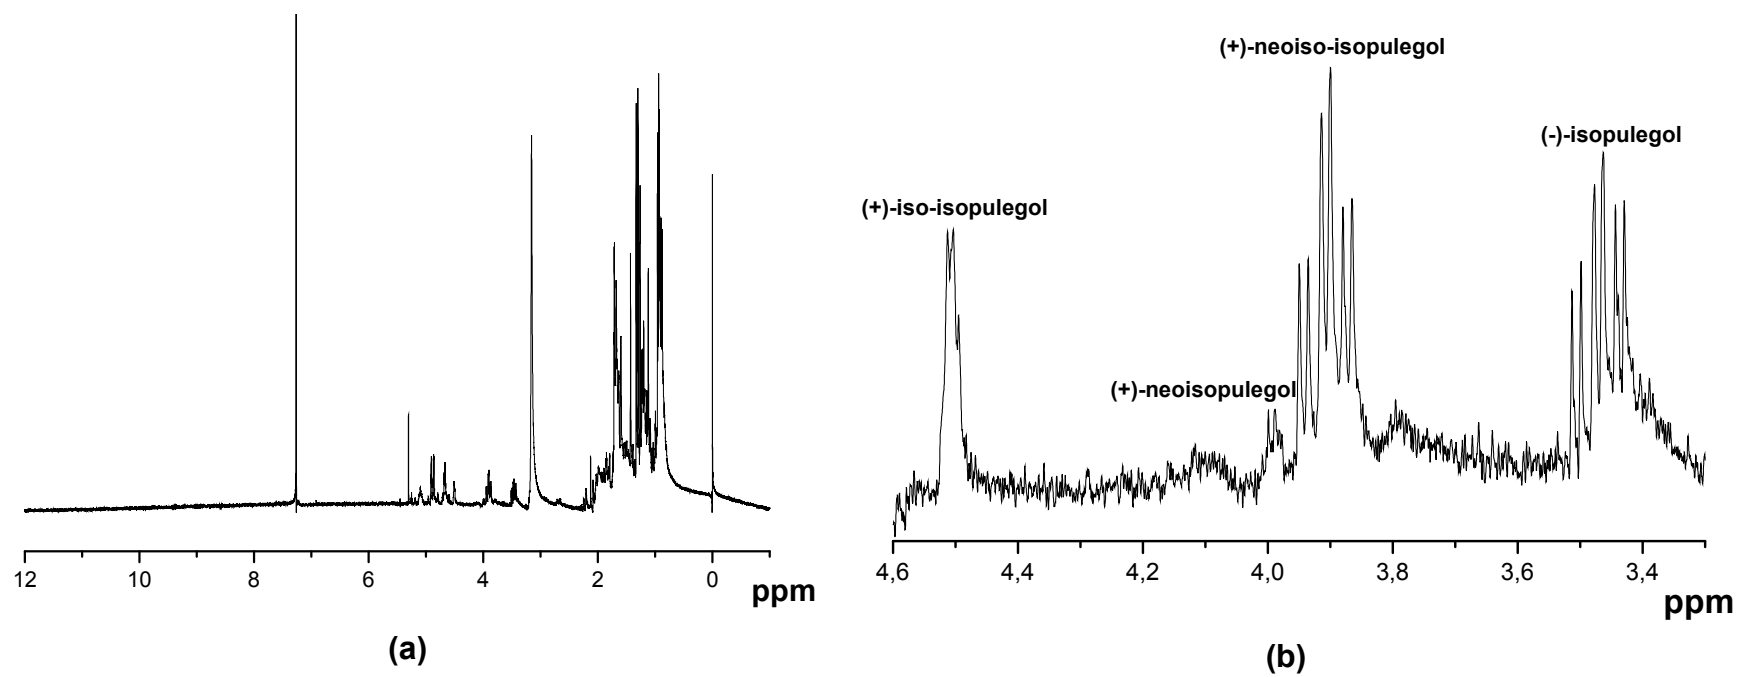 (+)-neoiso-isopulegol
(-)-isopulegol
(+)-iso-isopulegol
(+)-neoisopulegol
12 10 8 6 4 2 0
ppm
4,6 4,4 4,2 4,0 3,8 3,6 3,4
ppm
(a)
(b)